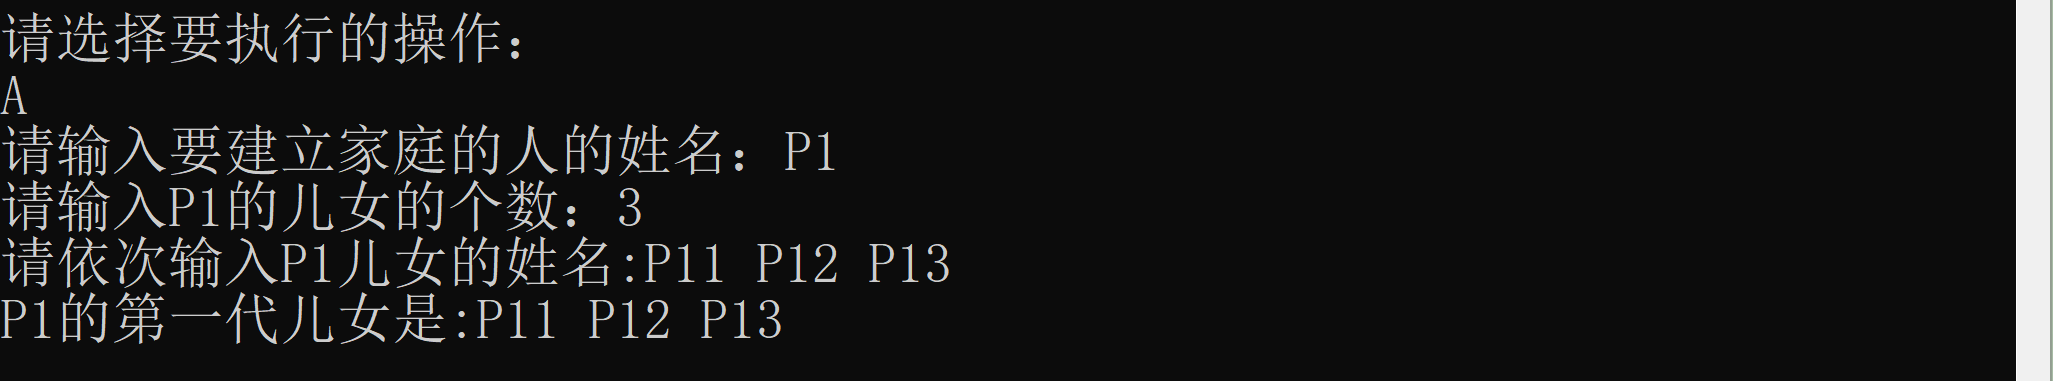 请选择要执行的操作：
A
请输入要建立家庭的人的姓名：P1
请输入P1的儿女的个数：3
请依次输入P1儿女的姓名:P11 P12 P13
P1的第一代儿女是:P11 P12 P13